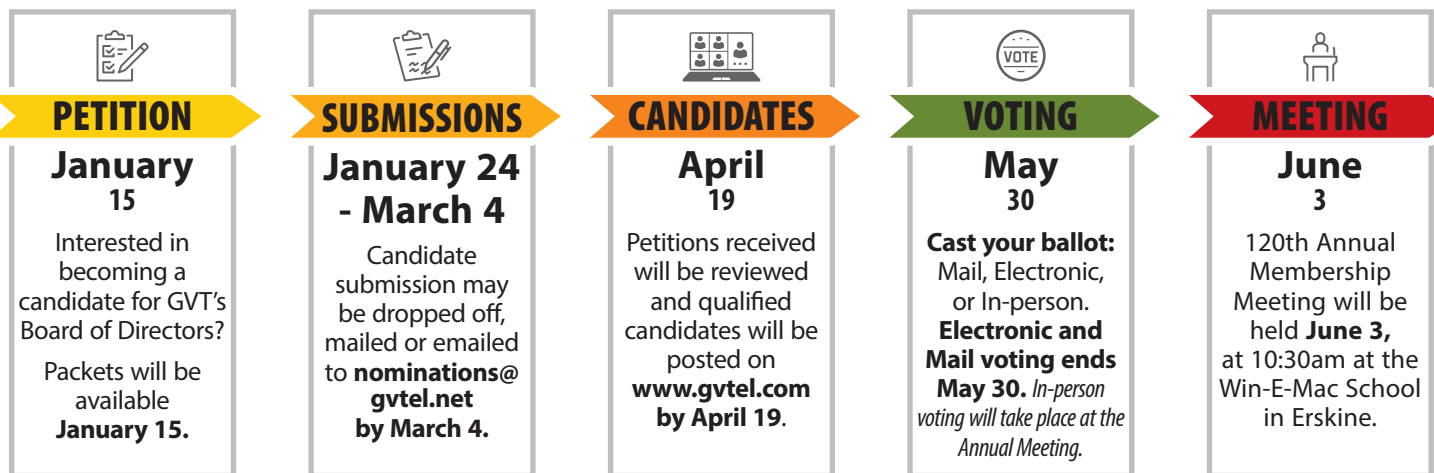 PETITION
January
15
Interested in
becoming a
candidate for GVT's
Board of Directors?
Packets will be
available
January 15.
SUBMISSIONS
January 24
- March 4
Candidate
submission may
be dropped off,
mailed or emailed
to nominations@
gvtel.net
by March 4.
CANDIDATES
April
19
Petitions received
will be reviewed
and qualified
candidates will be
posted on
www.gvtel.com
by April 19.
VOTE
VOTING
May
30
Cast your ballot:
Mail, Electronic,
or In-person.
Electronic and
Mail voting ends
May 30. In-person
voting will take place at the
Annual Meeting.
MEETING
June
3
120th Annual
Membership
Meeting will be
held June 3,
at 10:30am at the
Win-E-Mac School
in Erskine.